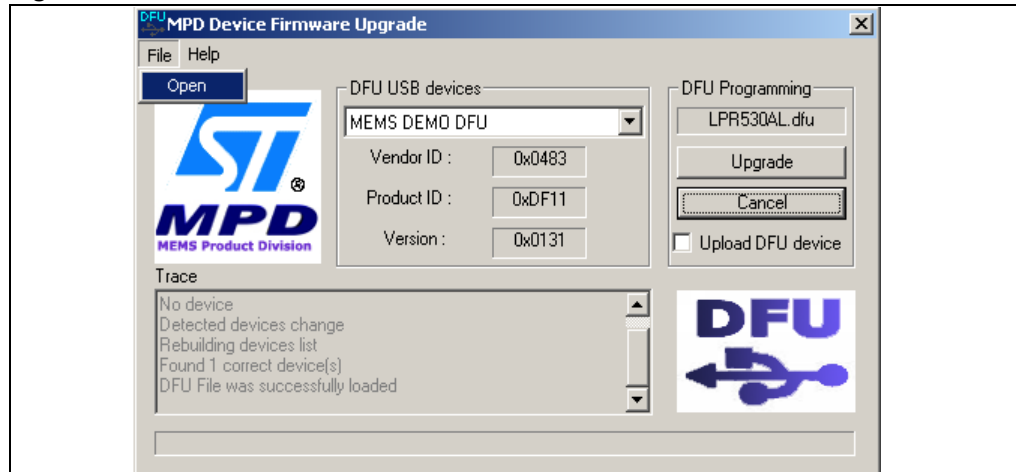 DFU MPD Device Firmware Upgrade
File Help
Open
DFU USB devices
MEMS DEMO DFU
Vendor ID : 0x0483
Product ID : 0xDF11
Version : 0x0131
DFU Programming
LPR530AL.dfu
Upgrade
Cancel
Upload DFU device
ST ®
MPD
MEMS Product Division
Trace
No device
Detected devices change
Rebuilding devices list
Found 1 correct device(s)
DFU File was successfully loaded
DFU